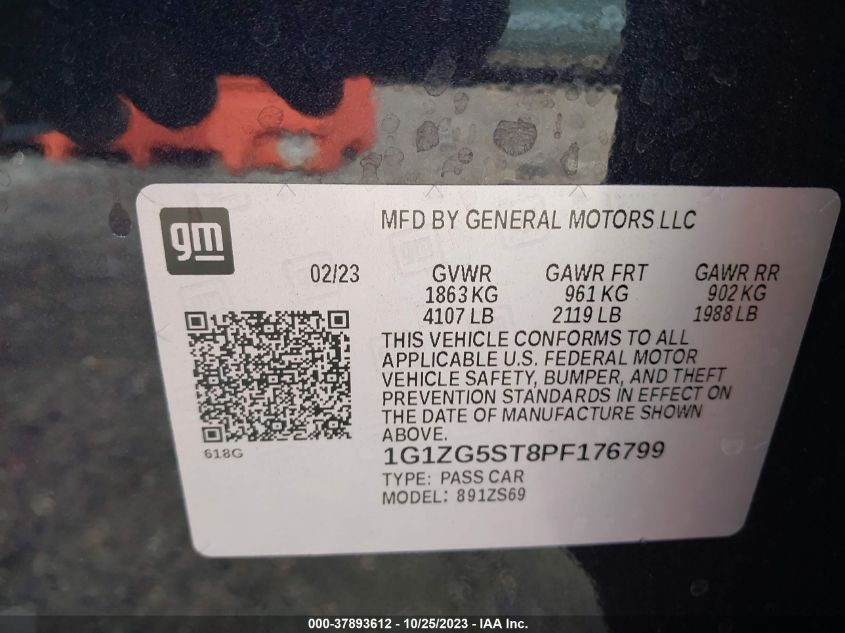 gm
MFD BY GENERAL MOTORS LLC
02/23 GVWR GAWR FRT GAWR RR
1863 KG 961 KG 902 KG
4107 LB 2119 LB 1988 LB
THIS VEHICLE CONFORMS TO ALL
APPLICABLE U.S. FEDERAL MOTOR
VEHICLE SAFETY, BUMPER, AND THEFT
PREVENTION STANDARDS IN EFFECT ON
THE DATE OF MANUFACTURE SHOWN
ABOVE.
618G
1G1ZG5ST8PF176799
TYPE: PASS CAR
MODEL: 891ZS69
000-37893612 - 10/25/2023 - IAA Inc.